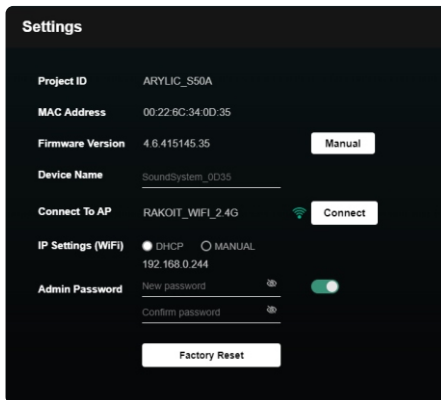 Settings
Project ID ARYLIC_S50A
MAC Address 00:22:6C:34:0D:35
Firmware Version 4.6.415145.35 Manual
Device Name SoundSystem_0D35
Connect To AP RAKOIT_WIFI_2.4G Connect
IP Settings (WiFi) DHCP MANUAL
192.168.0.244
Admin Password New password
Confirm password
Factory Reset